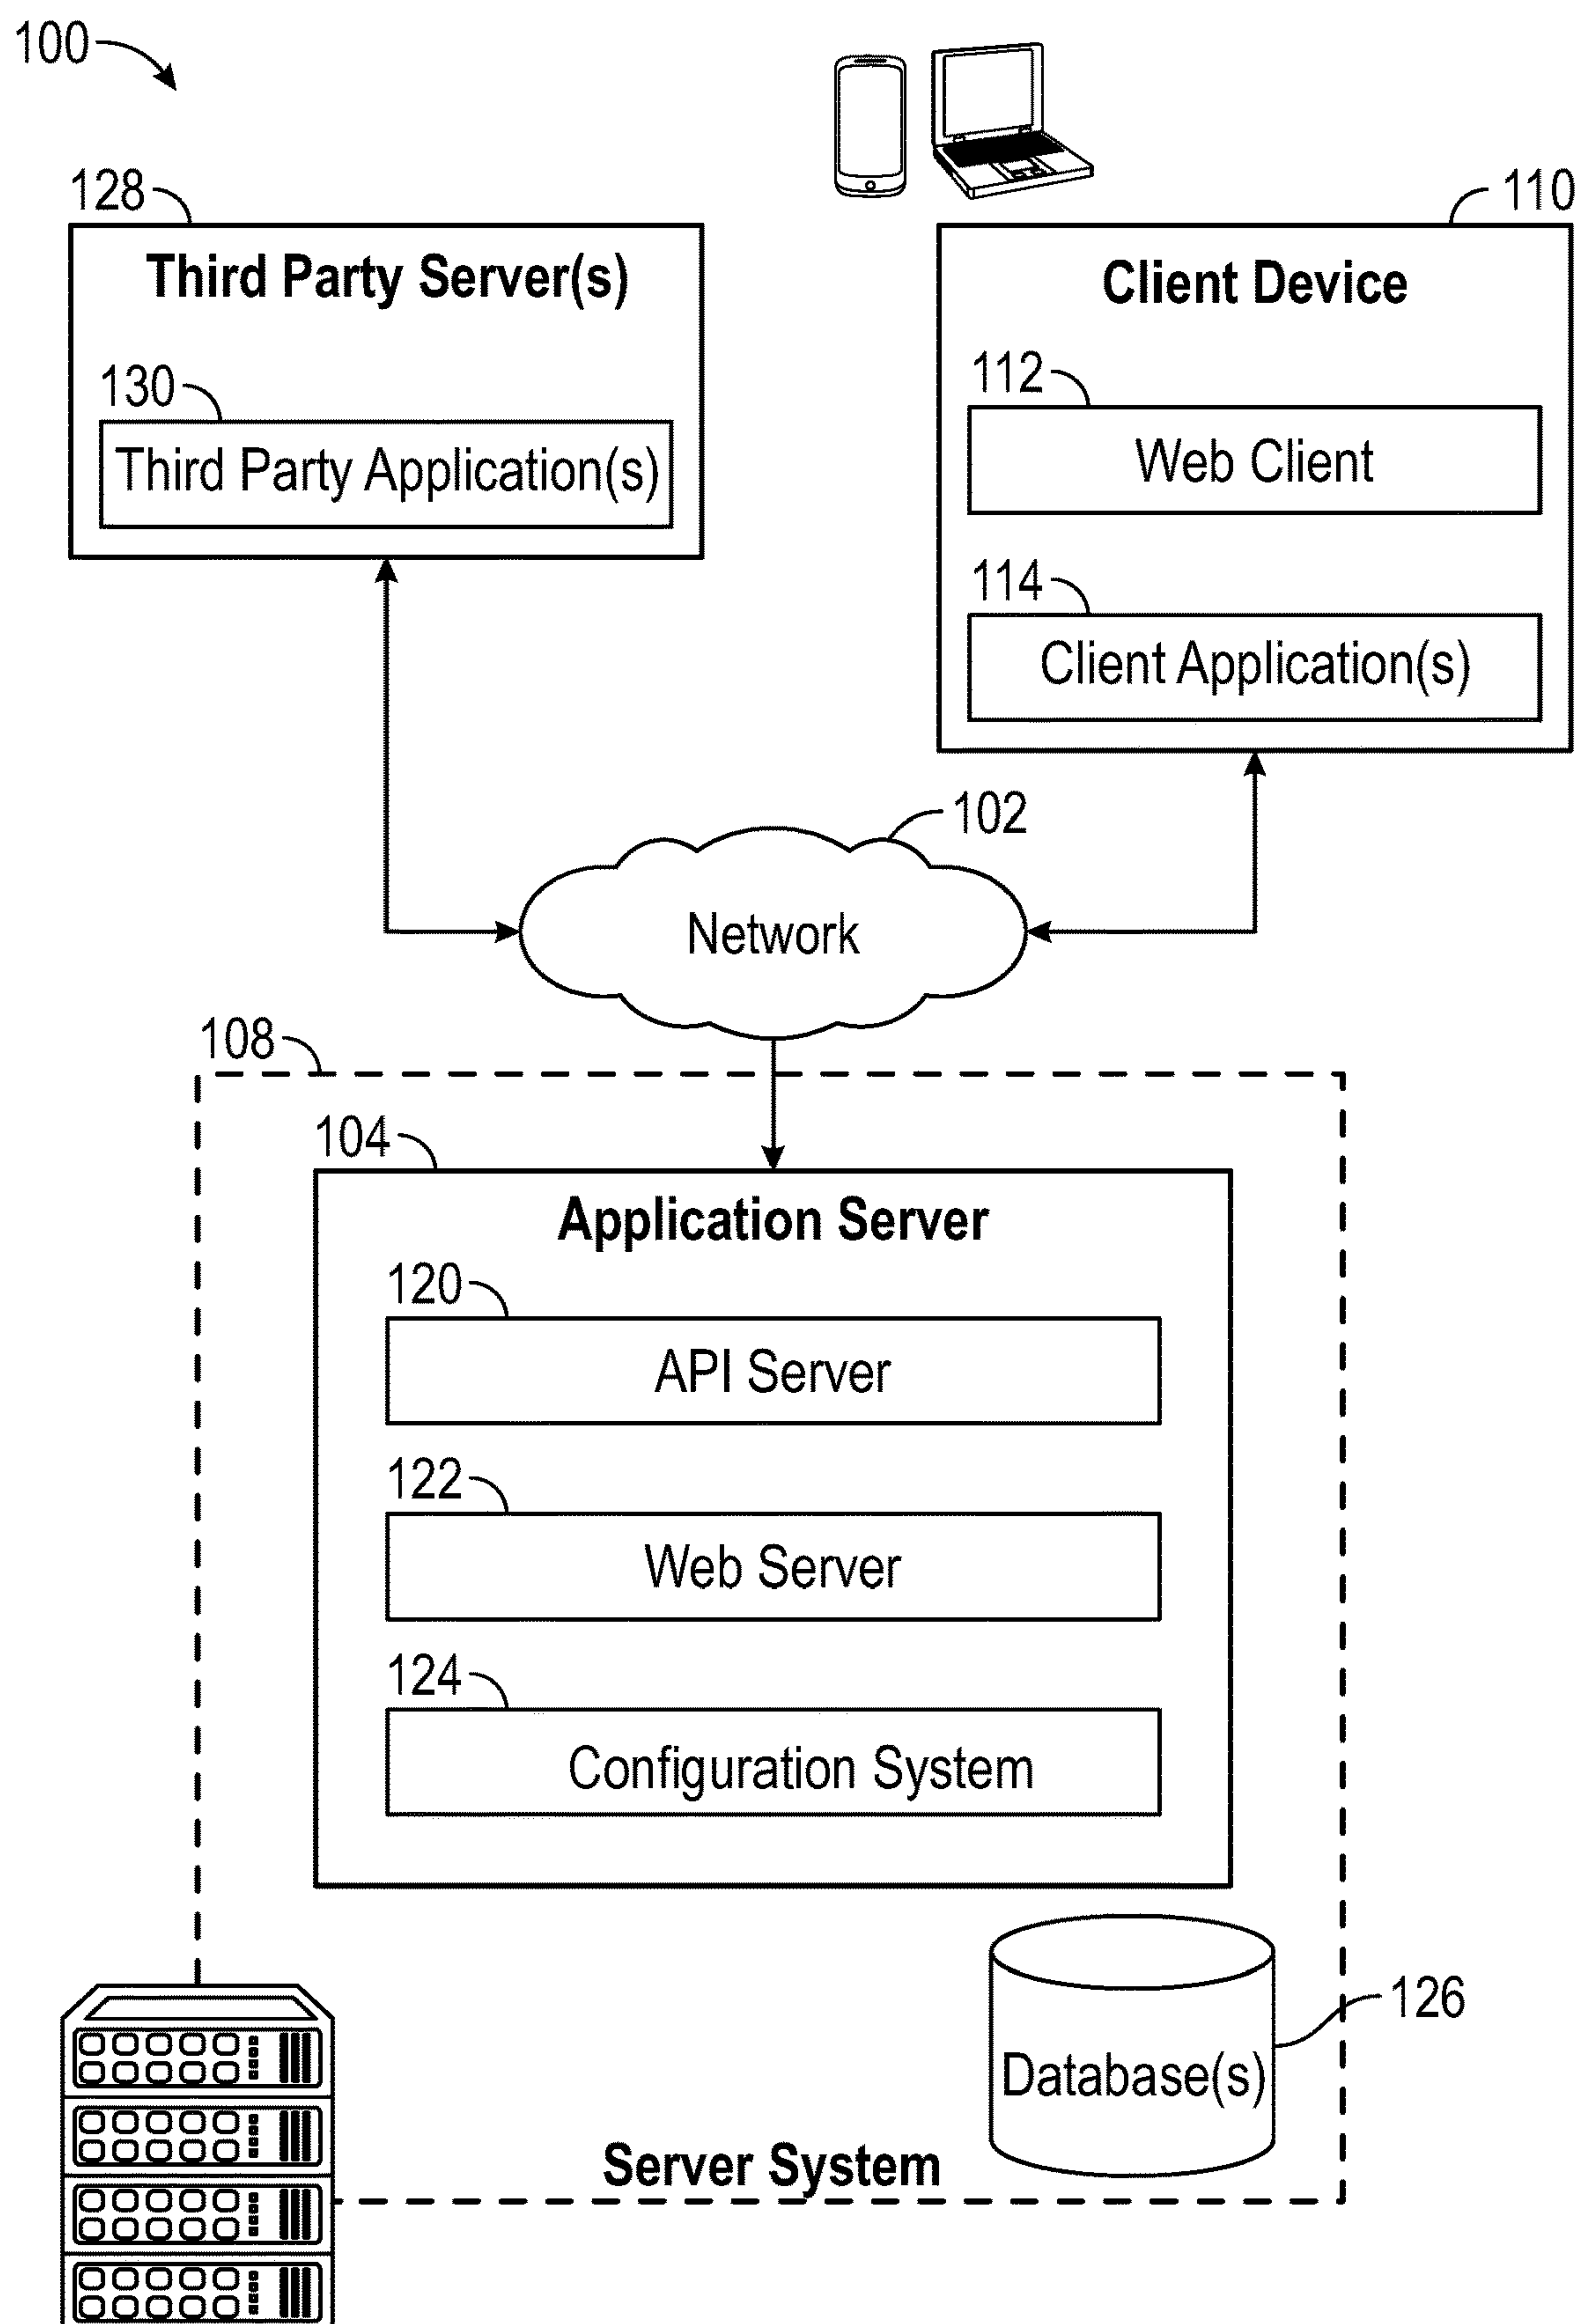 100
128
Third Party Server(s)
130
Third Party Application(s)
110
Client Device
112
Web Client
114
Client Application(s)
102
Network
108
104
Application Server
120
API Server
122
Web Server
124
Configuration System
126
Database(s)
Server System